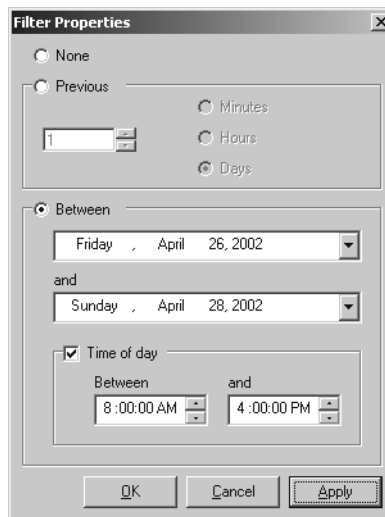 Filter Properties
None
Previous
1
Minutes
Hours
Days
Between
Friday , April 26, 2002
and
Sunday , April 28, 2002
Time of day
Between and
8 :00:00 AM 4 :00:00 PM
OK Cancel Apply